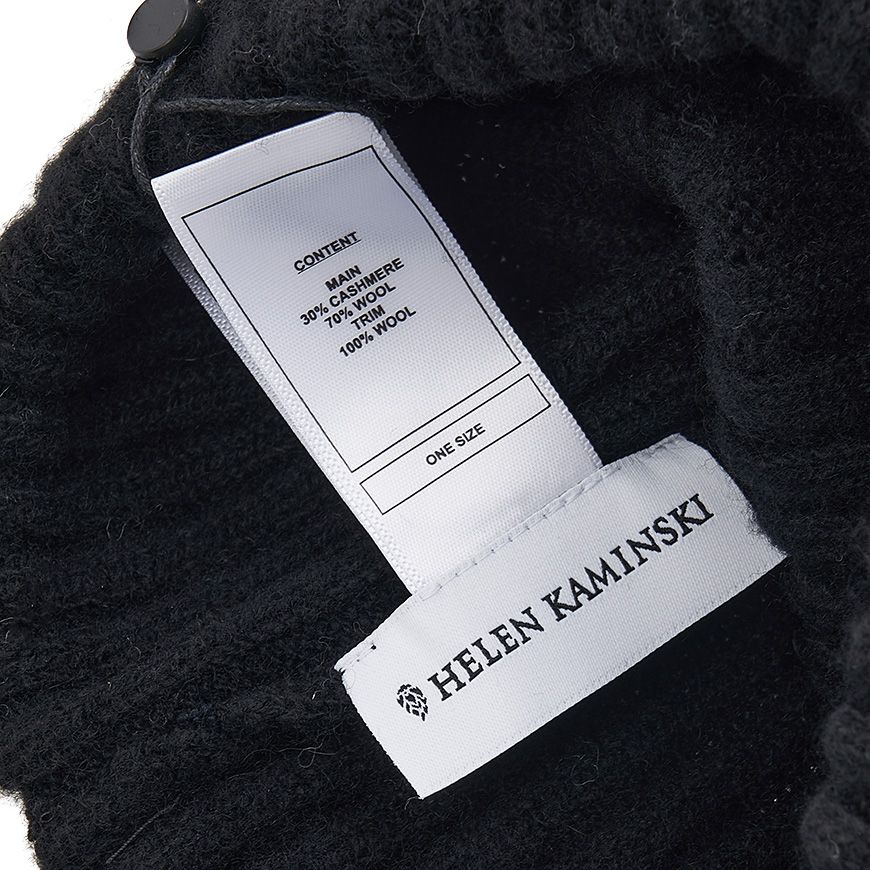 CONTENT
MAIN
30% CASHMERE
70% WOOL
TRIM
100% WOOL
ONE SIZE
HELEN KAMINSKI